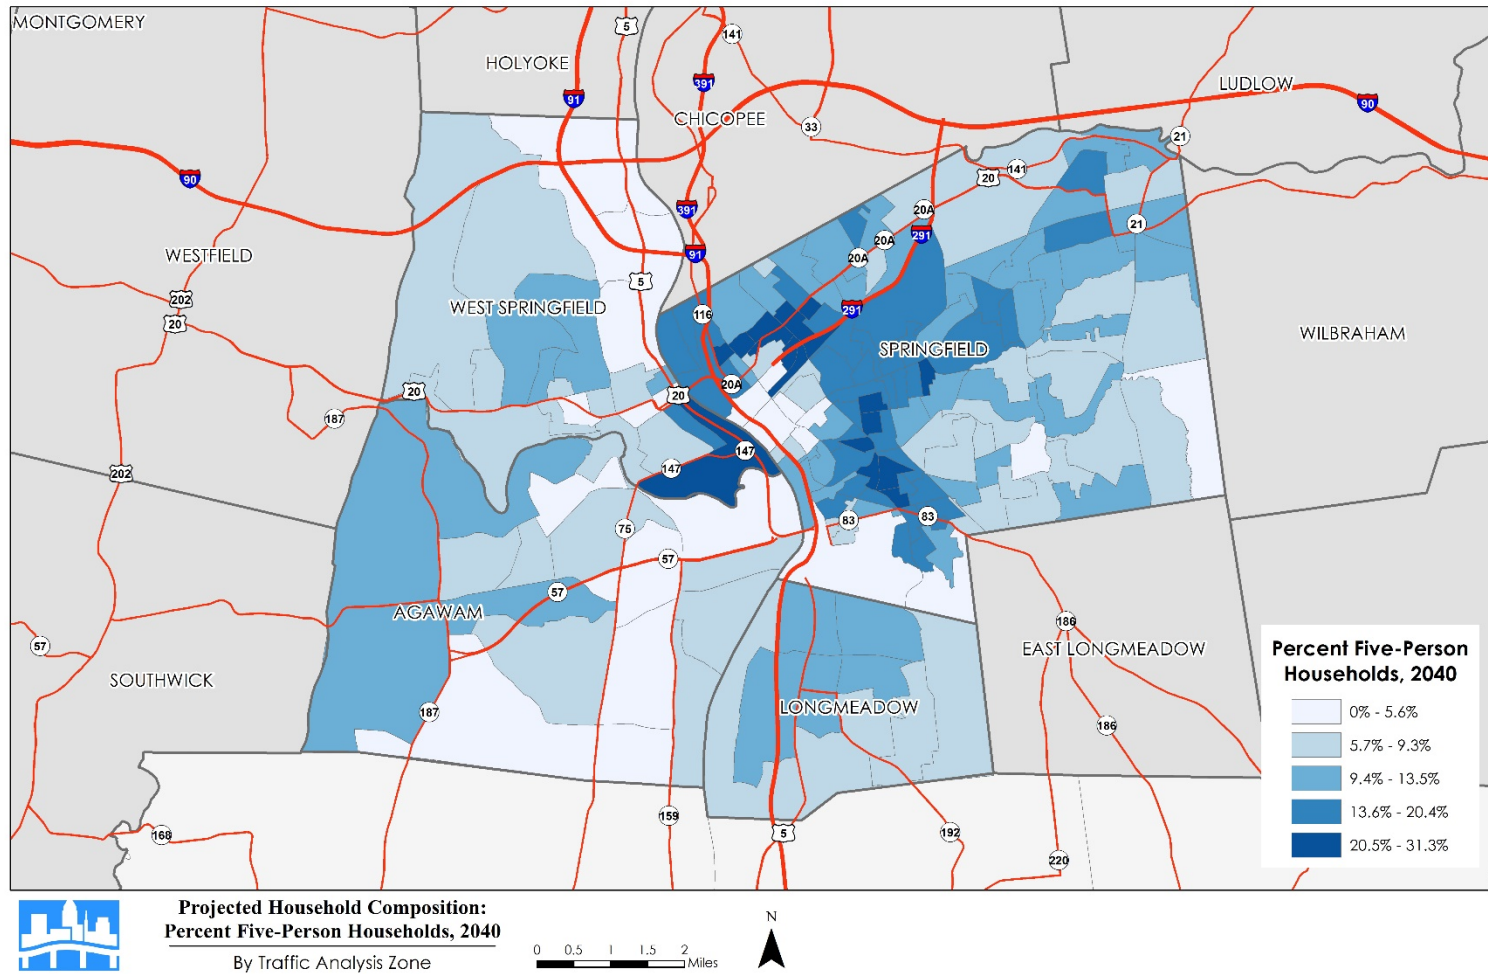 MONTGOMERY
5
141
HOLYOKE
391
LUDLOW
91
90
CHICOPEE
33
21
141
20
90
391
20A
21
291
20A
91
WESTFIELD
20A
5
202
WEST SPRINGFIELD
291
116
20
WILBRAHAM
SPRINGFIELD
20A
20
20
187
147
147
202
83
83
75
57
57
AGAWAM
186
57
EAST LONGMEADOW
SOUTHWICK
LONGMEADOW
187
186
159
168
5
192
220
Percent Five-Person
Households, 2040
0% - 5.6%
5.7% - 9.3%
9.4% - 13.5%
13.6% - 20.4%
20.5% - 31.3%
Projected Household Composition:
Percent Five-Person Households, 2040
By Traffic Analysis Zone
0 0.5 1 1.5 2
Miles
N